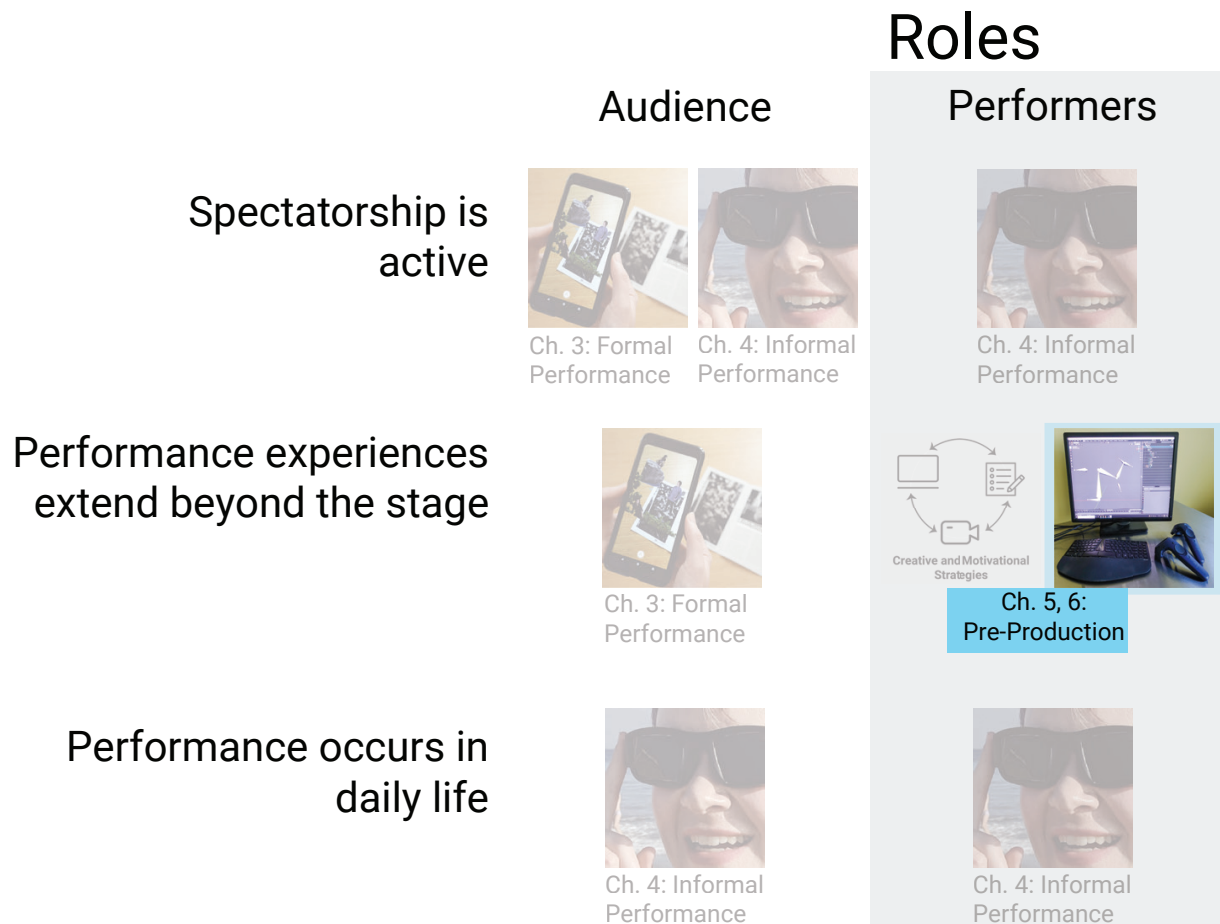 Roles
Audience
Performers
Spectatorship is
active
Ch. 3: Formal
Performance
Ch. 4: Informal
Performance
Ch. 4: Informal
Performance
Performance experiences
extend beyond the stage
Ch. 3: Formal
Performance
Creative and Motivational
Strategies
Ch. 5, 6:
Pre-Production
Performance occurs in
daily life
Ch. 4: Informal
Performance
Ch. 4: Informal
Performance